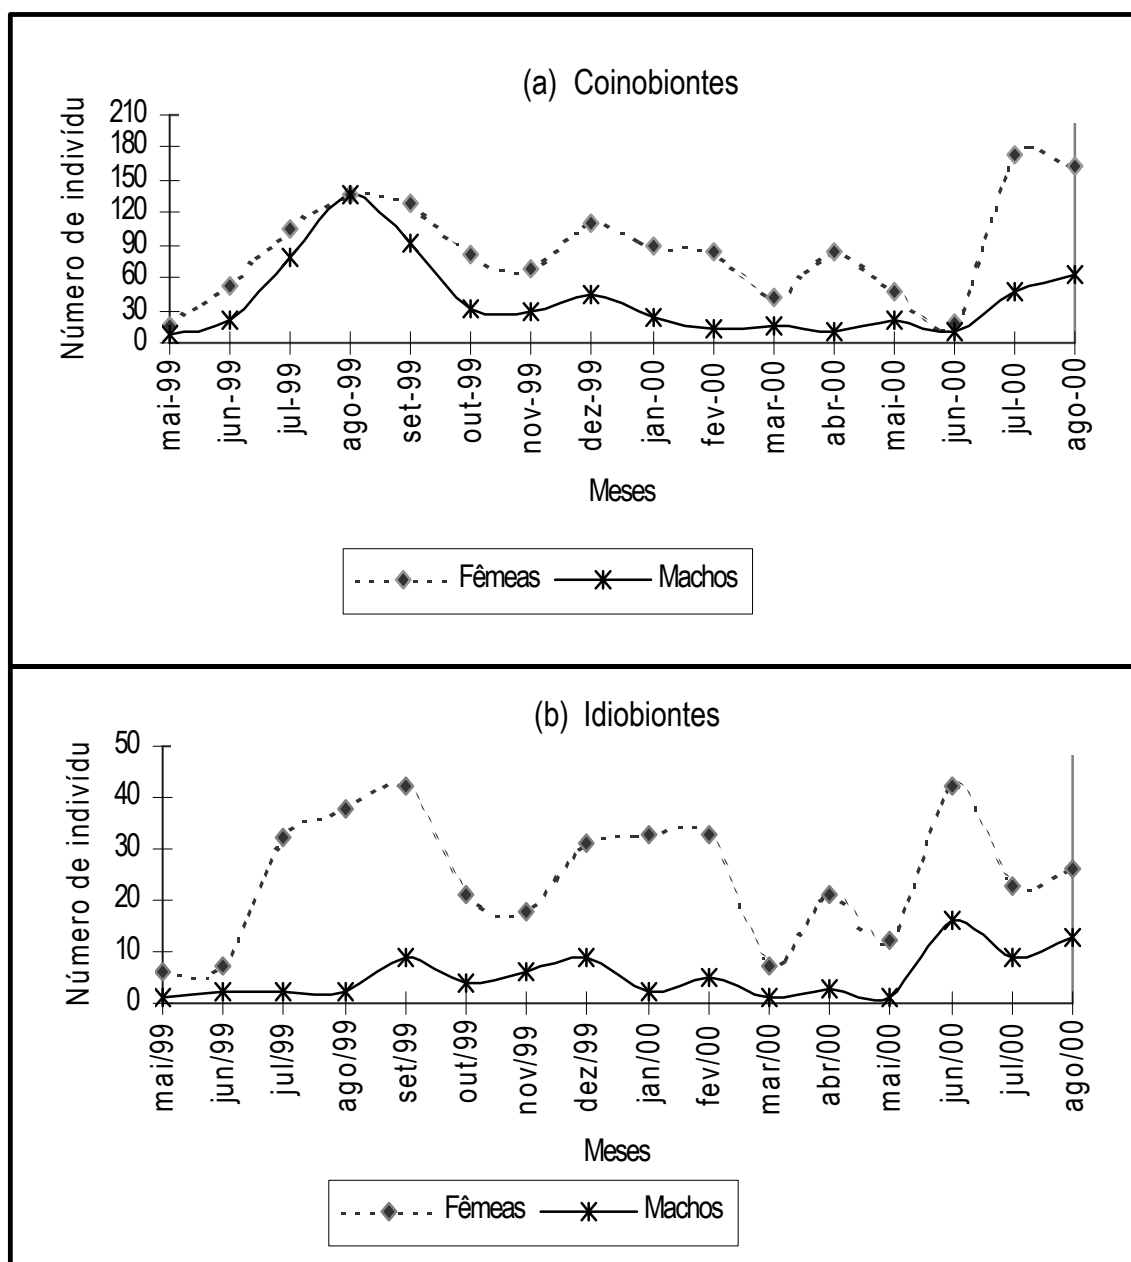 (a) Coinobiontes
Número de indivídu
210
180
150
120
90
60
30
0
mai-99
jun-99
jul-99
ago-99
set-99
out-99
nov-99
dez-99
jan-00
fev-00
mar-00
abr-00
mai-00
jun-00
jul-00
ago-00
Meses
Fêmeas Machos
(b) Idiobiontes
Número de indivídu
50
40
30
20
10
0
mai/99
jun/99
jul/99
ago/99
set/99
out/99
nov/99
dez/99
jan/00
fev/00
mar/00
abr/00
mai/00
jun/00
jul/00
ago/00
Meses
Fêmeas Machos